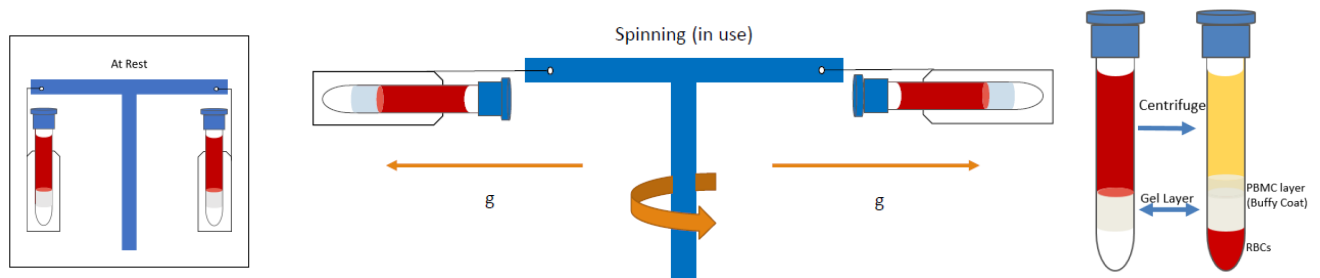 At Rest
Spinning (in use)
g
g
Centrifuge
Gel Layer
PBMC layer
(Buffy Coat)
RBCs